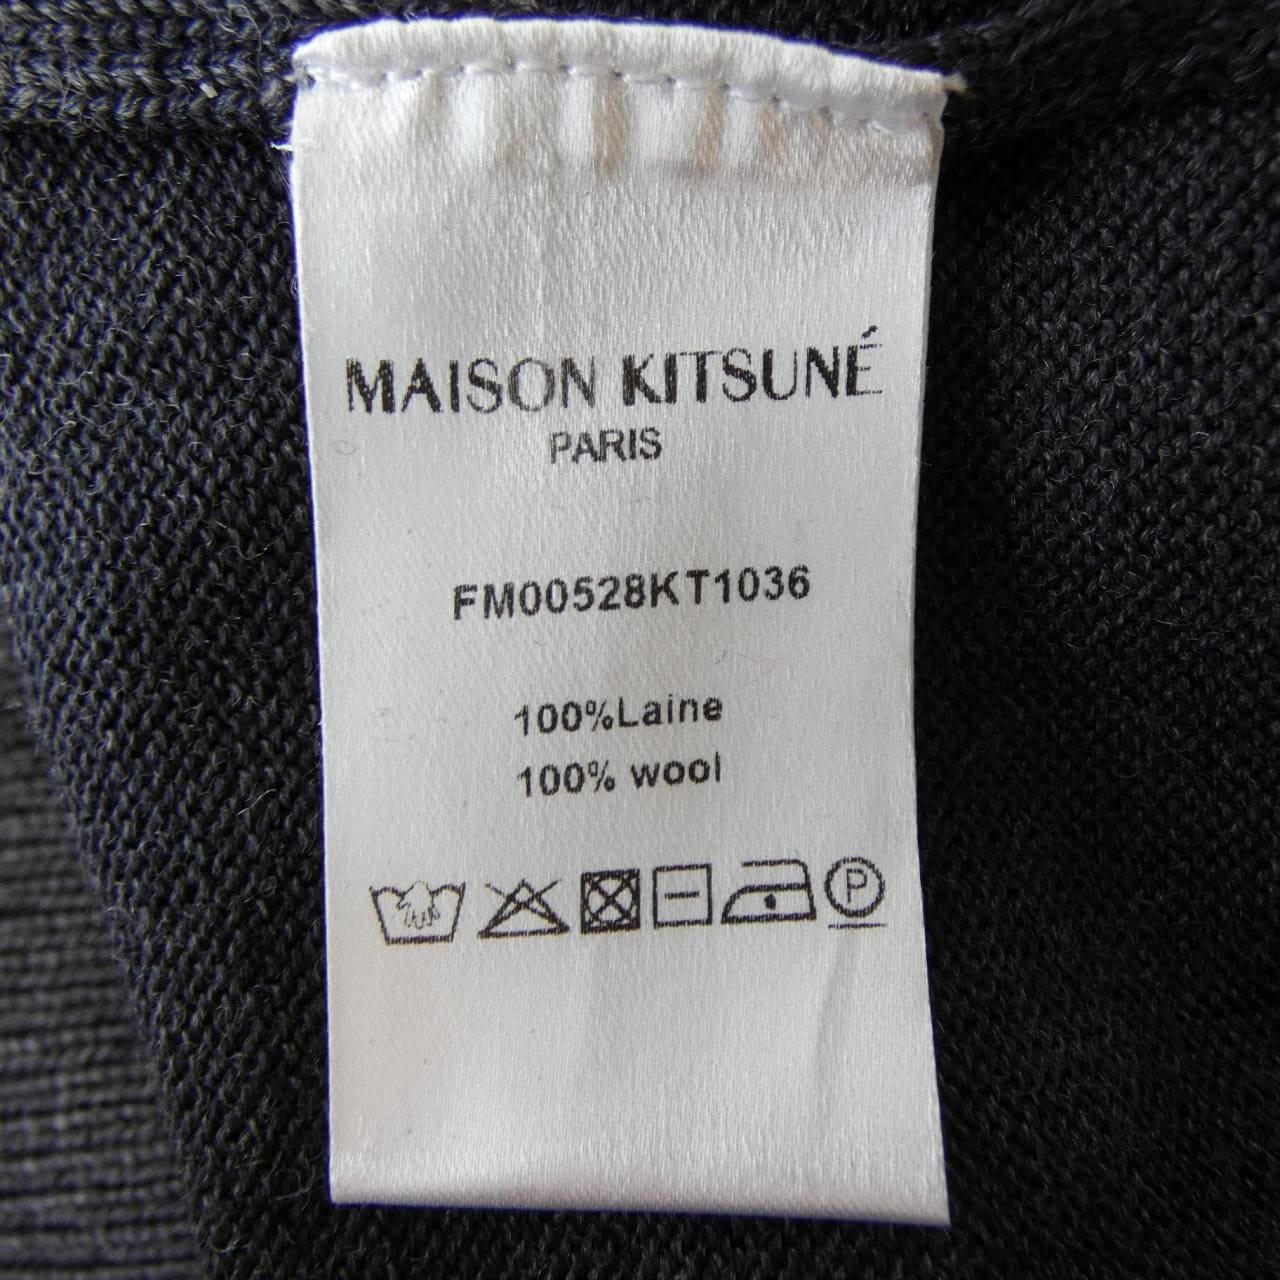 MAISON KITSUNÉ
PARIS
FM00528KT1036
100%Laine
100% wool
P